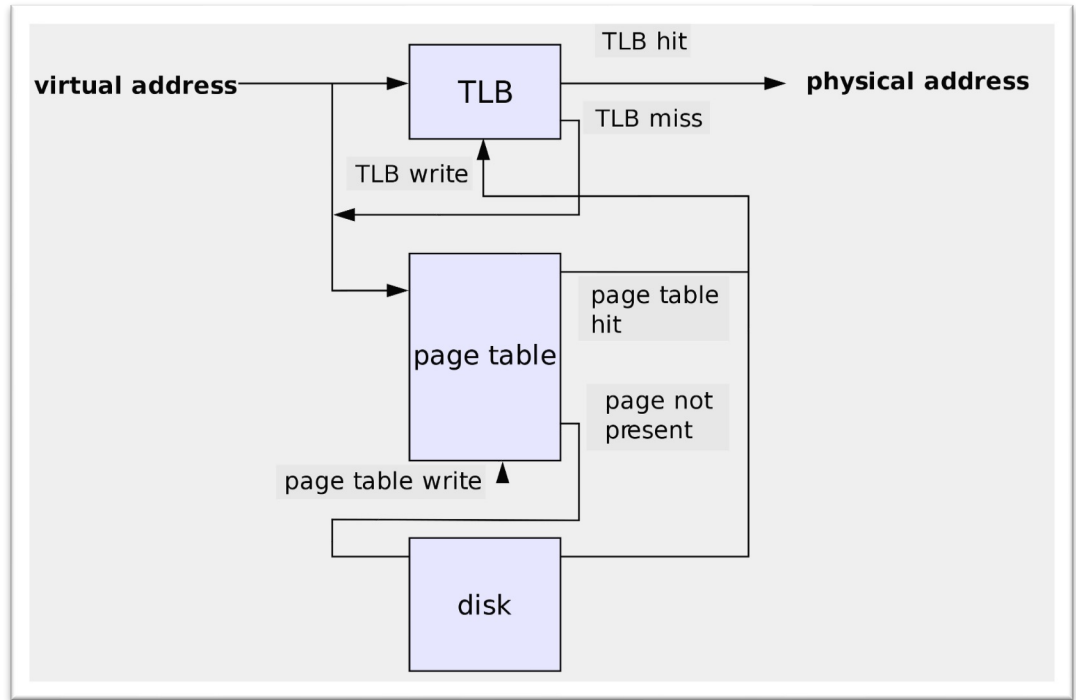 TLB hit
virtual address
TLB
physical address
TLB miss
TLB write
page table
hit
page table
page not
present
page table write
disk